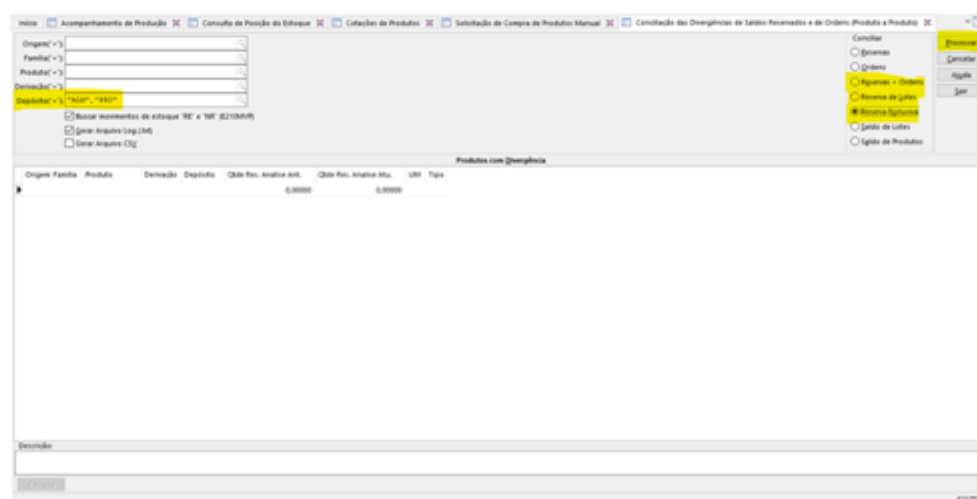 Início Acompanhamento de Produção Consulta de Posição do Estoque Cotações de Produtos Solicitação de Compra de Produtos Manual Conciliação das Divergências de Saldos Reservados e de Ordens (Produto a Produto)
Origem('~'):
Família('~'):
Produto('~'):
Derivação('~'):
Depósito('~'):
Buscar movimentos de estoque 'RE' e 'NR' (E210MVP)
Gerar Arquivo Log
Gerar Arquivo CSV
Conciliar
Reservas
Ordens
Reservas + Ordens
Reserva de Lotes
Reserva Exclusiva
Saldo de Lotes
Saldo de Produtos
Processar
Cancelar
Ajuda
Sair
Produtos com Divergência
Origem Família Produto Derivação Depósito Qtde Res. Analise Ant. Qtde Res. Analise Atu. UM Tipo
0,00000 0,00000
Descrição